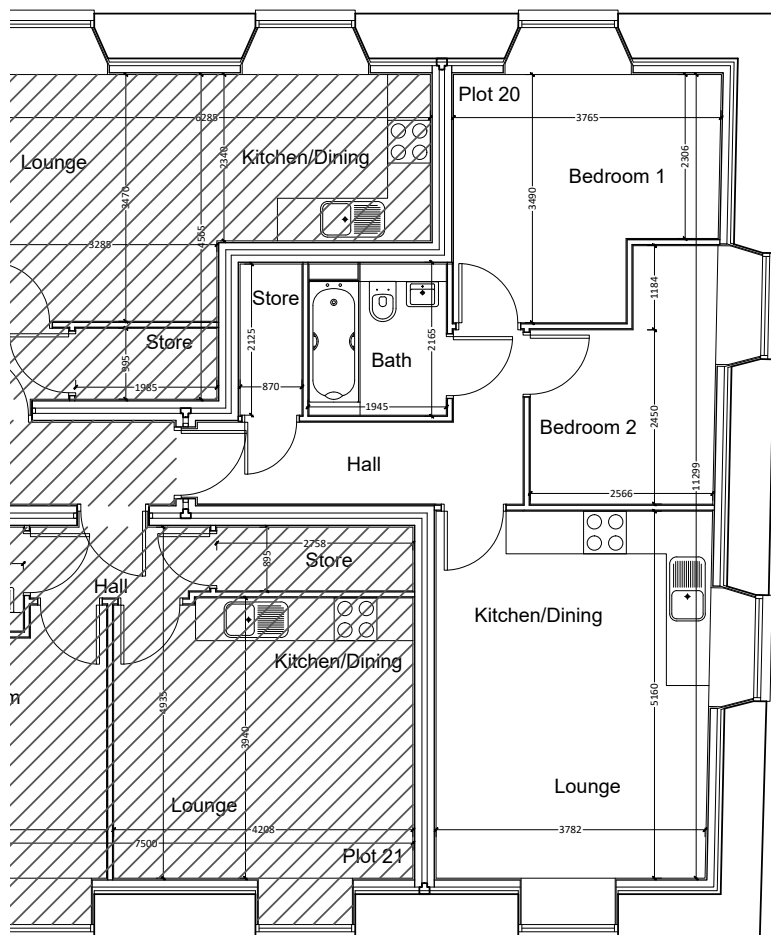 Plot 20
6285
3765
Lounge
Kitchen/Dining
2340
2306
Bedroom 1
3470
4565
3490
3285
1184
Store
Store
2125
2165
995
Bath
1985
870
1945
2450
Bedroom 2
Hall
11299
2566
2758
895
Store
Hall
Kitchen/Dining
Kitchen/Dining
4935
3940
5160
m
Lounge
Lounge
4208
3782
7500
Plot 21